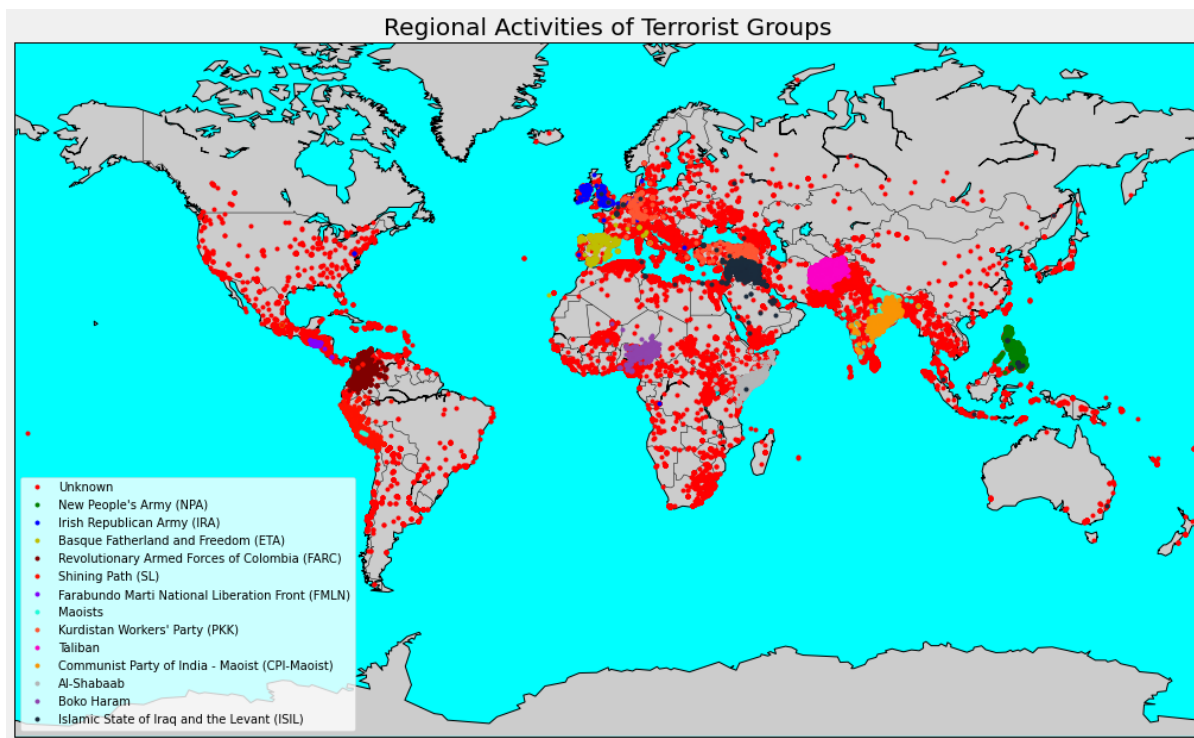 Regional Activities of Terrorist Groups
Unknown
New People's Army (NPA)
Irish Republican Army (IRA)
Basque Fatherland and Freedom (ETA)
Revolutionary Armed Forces of Colombia (FARC)
Shining Path (SL)
Farabundo Marti National Liberation Front (FMLN)
Maoists
Kurdistan Workers' Party (PKK)
Taliban
Communist Party of India - Maoist (CPI-Maoist)
Al-Shabaab
Boko Haram
Islamic State of Iraq and the Levant (ISIL)